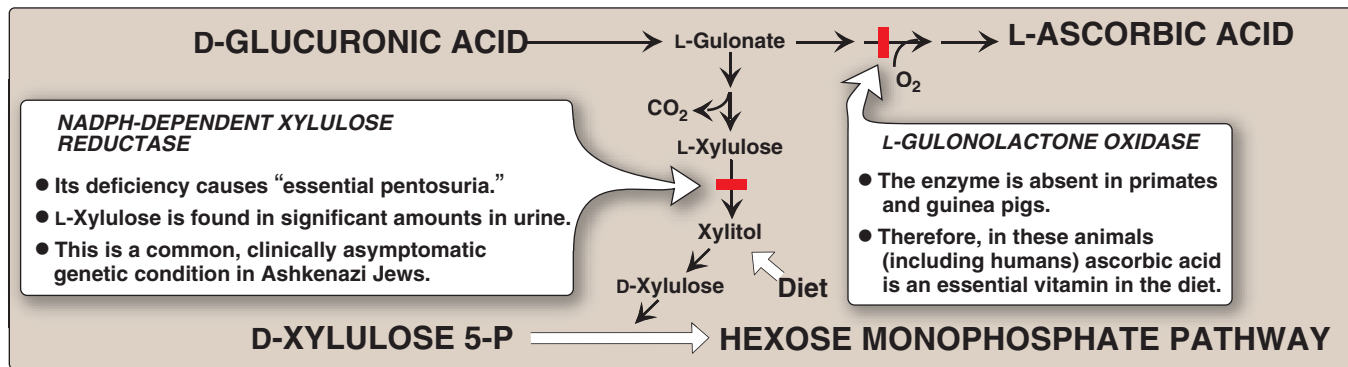 D-GLUCURONIC ACID
L-Gulonate
L-ASCORBIC ACID
O2
CO2
NADPH-DEPENDENT XYLULOSE
REDUCTASE
● Its deficiency causes “essential pentosuria.”
● L-Xylulose is found in significant amounts in urine.
● This is a common, clinically asymptomatic
genetic condition in Ashkenazi Jews.
L-Xylulose
L-GULONOLACTONE OXIDASE
● The enzyme is absent in primates
and guinea pigs.
● Therefore, in these animals
(including humans) ascorbic acid
is an essential vitamin in the diet.
Xylitol
D-Xylulose
Diet
D-XYLULOSE 5-P
HEXOSE MONOPHOSPHATE PATHWAY